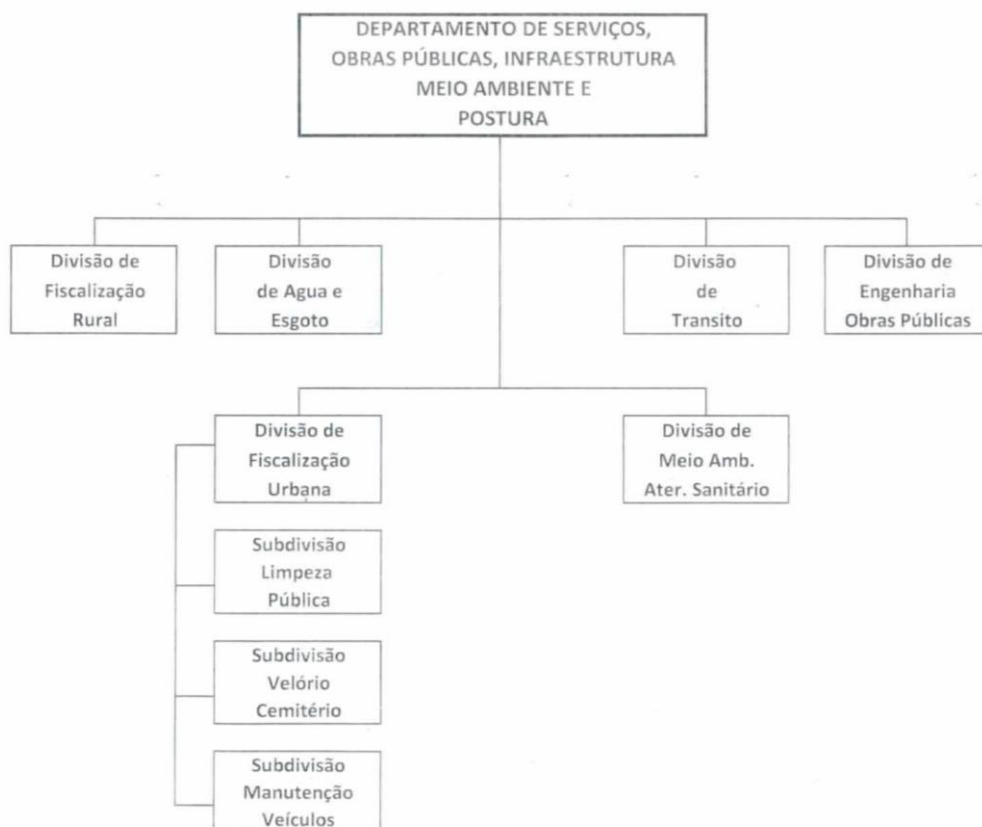 DEPARTAMENTO DE SERVIÇOS,
OBRAS PÚBLICAS, INFRAESTRUTURA
MEIO AMBIENTE E
POSTURA
Divisão de
Fiscalização
Rural
Divisão
de Agua e
Esgoto
Divisão
de
Transito
Divisão de
Engenharia
Obras Públicas
Divisão de
Fiscalização
Urbana
Divisão de
Meio Amb.
Ater. Sanitário
Subdivisão
Limpeza
Pública
Subdivisão
Velório
Cemitério
Subdivisão
Manutenção
Veículos